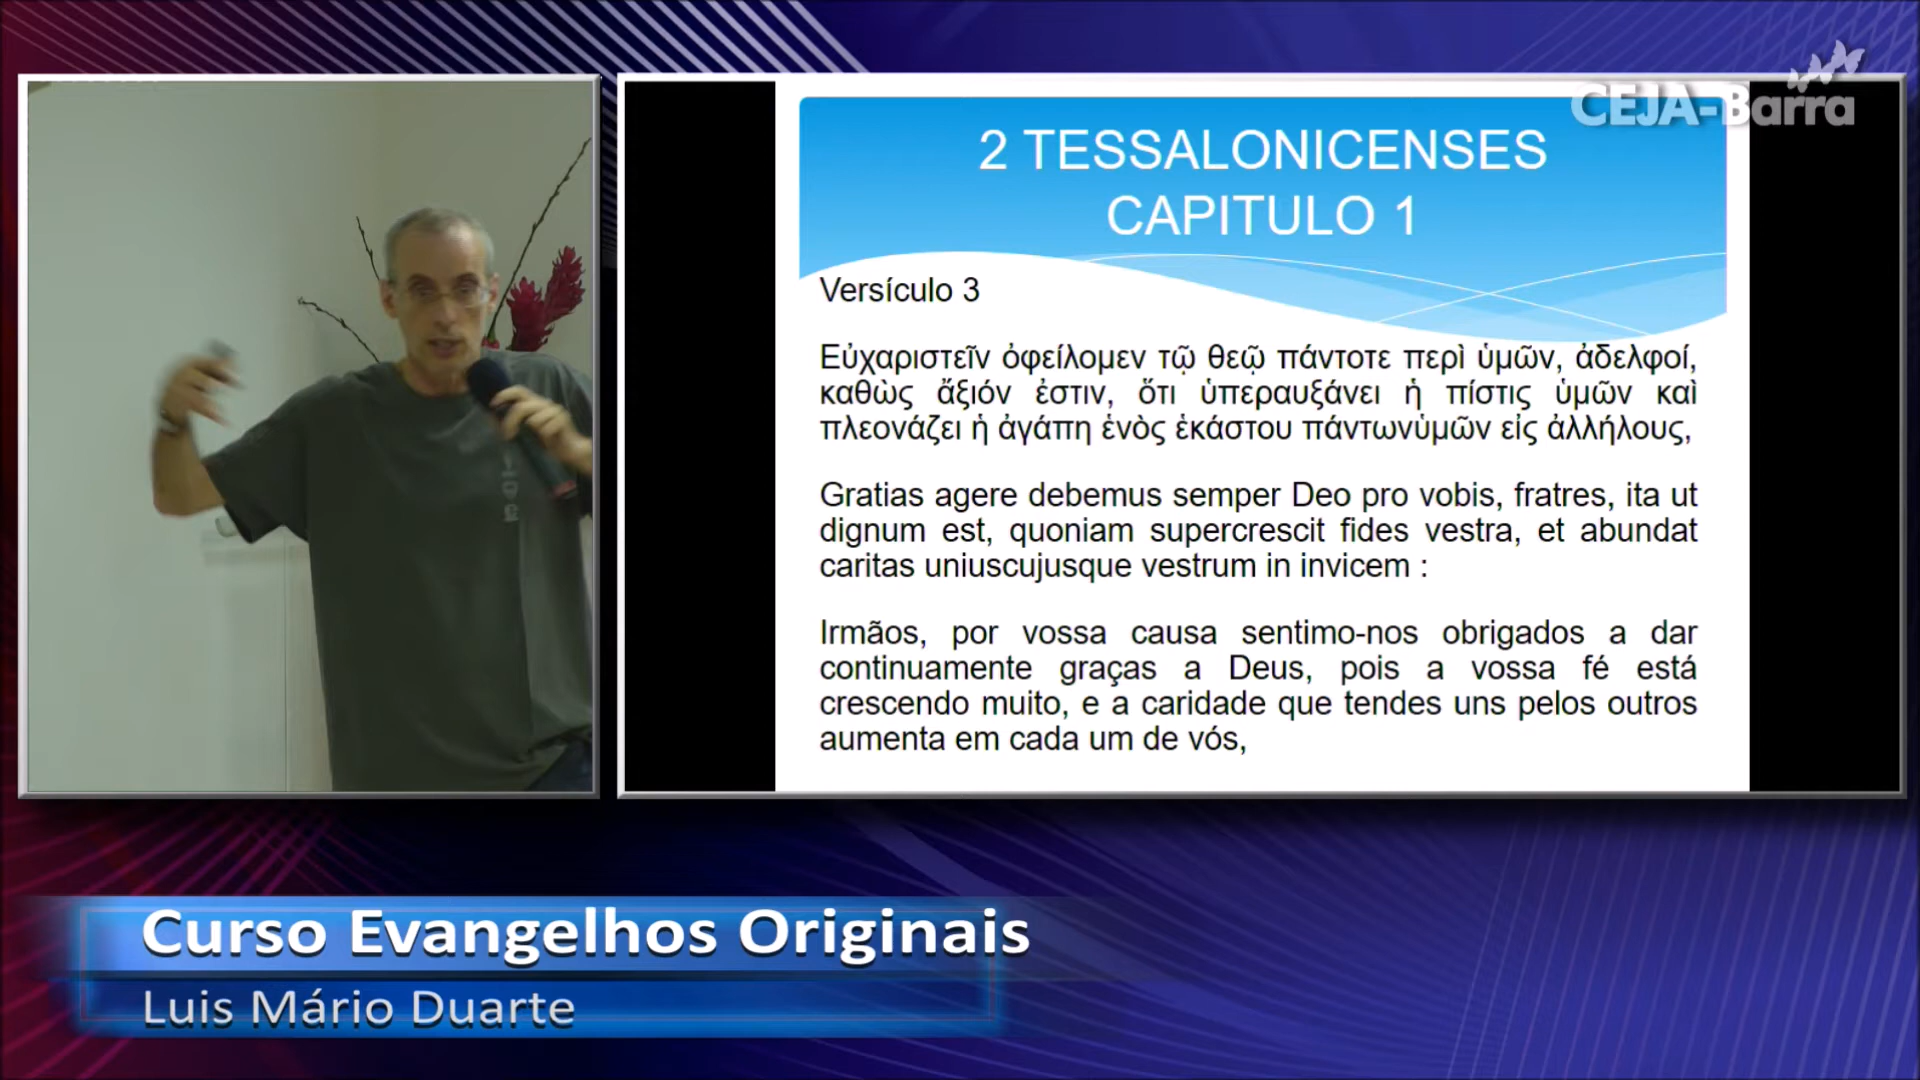 CEJA-Barra
2 TESSALONICENSES
CAPITULO 1
Versículo 3
Εὐχαριστεῖν ὀφείλομεν τῷ θεῷ πάντοτε περὶ ὑμῶν, ἀδελφοί,
καθὼς ἄξιόν ἐστιν, ὅτι ὑπεραυξάνει ἡ πίστις ὑμῶν καὶ
πλεονάζει ἡ ἀγάπη ἑνὸς ἑκάστου πάντωνὑμῶν εἰς ἀλλήλους,
Gratias agere debemus semper Deo pro vobis, fratres, ita ut
dignum est, quoniam supercrescit fides vestra, et abundat
caritas uniuscujusque vestrum in invicem :
Irmãos, por vossa causa sentimo-nos obrigados a dar
continuamente graças a Deus, pois a vossa fé está
crescendo muito, e a caridade que tendes uns pelos outros
aumenta em cada um de vós,
Curso Evangelhos Originais
Luis Mário Duarte